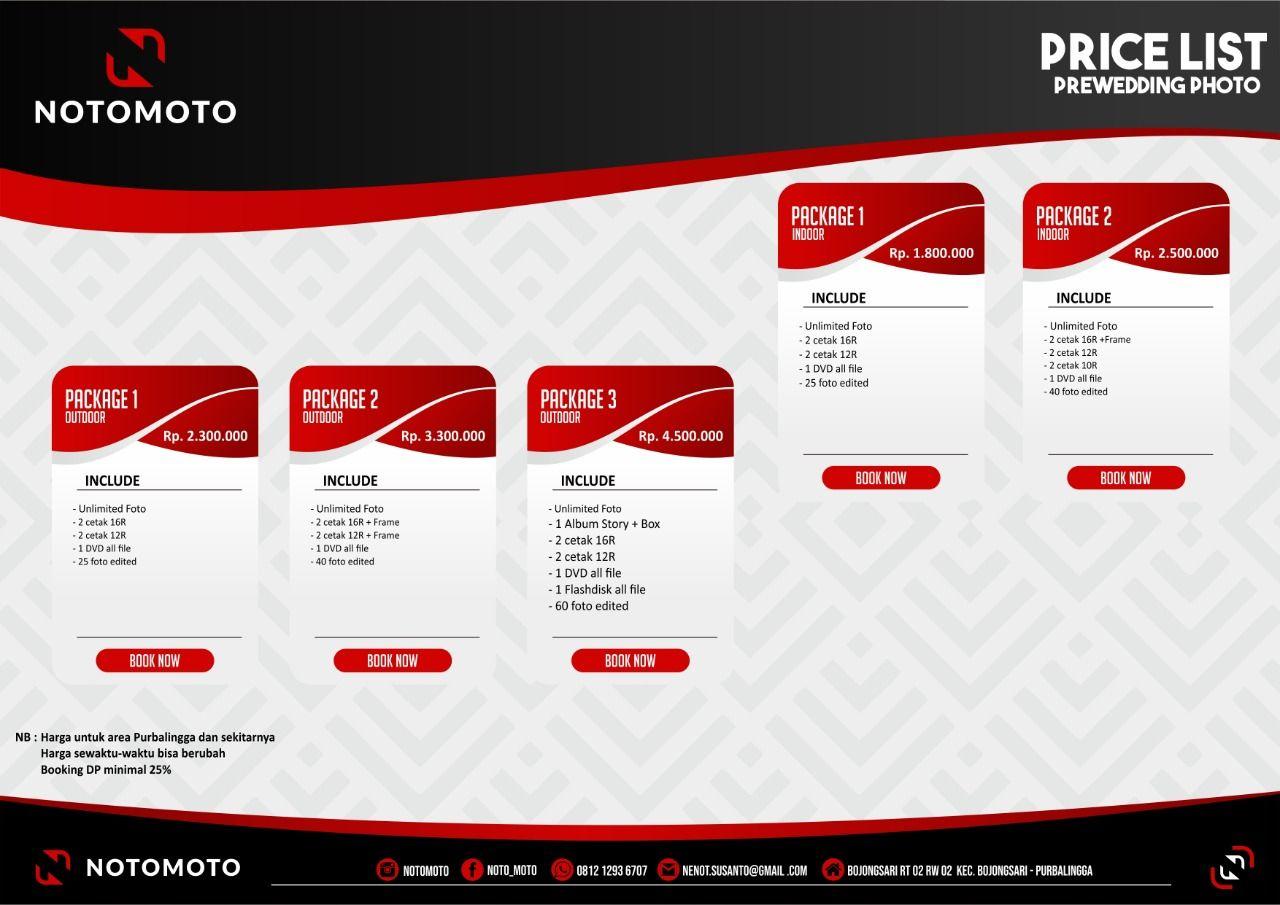 NOTOMOTO
PRICE LIST
PREWEDDING PHOTO
PACKAGE 1
INDOOR
Rp. 1.800.000
INCLUDE
- Unlimited Foto
- 2 cetak 16R
- 2 cetak 12R
- 1 DVD all file
- 25 foto edited
BOOK NOW
PACKAGE 2
INDOOR
Rp. 2.500.000
INCLUDE
- Unlimited Foto
- 2 cetak 16R +Frame
- 2 cetak 12R
- 2 cetak 10R
- 1 DVD all file
- 40 foto edited
BOOK NOW
PACKAGE 1
OUTDOOR
Rp. 2.300.000
INCLUDE
- Unlimited Foto
- 2 cetak 16R
- 2 cetak 12R
- 1 DVD all file
- 25 foto edited
BOOK NOW
PACKAGE 2
OUTDOOR
Rp. 3.300.000
INCLUDE
- Unlimited Foto
- 2 cetak 16R + Frame
- 2 cetak 12R + Frame
- 1 DVD all file
- 40 foto edited
BOOK NOW
PACKAGE 3
OUTDOOR
Rp. 4.500.000
INCLUDE
- Unlimited Foto
- 1 Album Story + Box
- 2 cetak 16R
- 2 cetak 12R
- 1 DVD all file
- 1 Flashdisk all file
- 60 foto edited
BOOK NOW
NB : Harga untuk area Purbalingga dan sekitarnya
Harga sewaktu-waktu bisa berubah
Booking DP minimal 25%
NOTOMOTO
NOTOMOTO
NOTO_MOTO
0812 1293 6707
NENOT.SUSANTO@GMAIL .COM
BOJONGSARI RT 02 RW 02 KEC. BOJONGSARI - PURBALINGGA